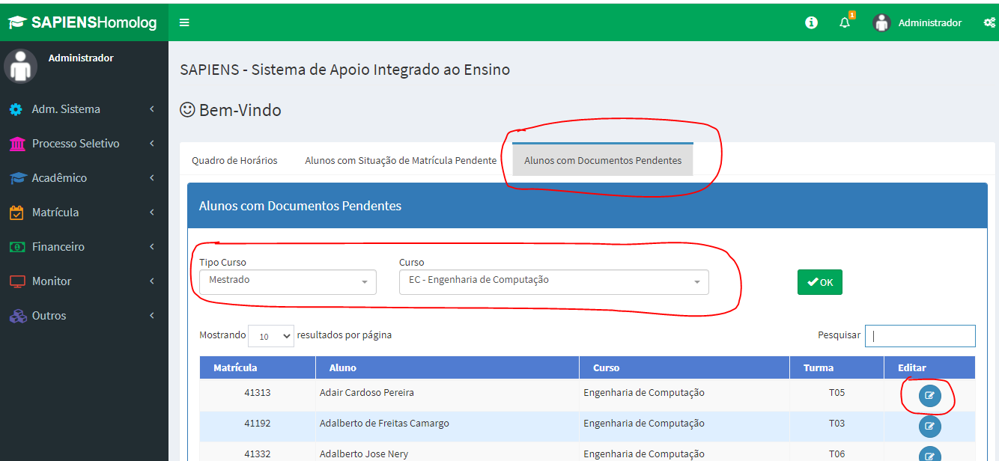 SAPIENSHomolog
1
Administrador
Administrador
SAPIENS - Sistema de Apoio Integrado ao Ensino
Adm. Sistema
Bem-Vindo
Processo Seletivo
Quadro de Horários
Alunos com Situação de Matrícula Pendente
Alunos com Documentos Pendentes
Acadêmico
Alunos com Documentos Pendentes
Matrícula
Financeiro
Tipo Curso
Curso
Mestrado
EC - Engenharia de Computação
OK
Monitor
Outros
Mostrando 10 resultados por página
Pesquisar
Matrícula Aluno Curso Turma Editar
41313 Adair Cardoso Pereira Engenharia de Computação T05
41192 Adalberto de Freitas Camargo Engenharia de Computação T03
41332 Adalberto Jose Nery Engenharia de Computação T06